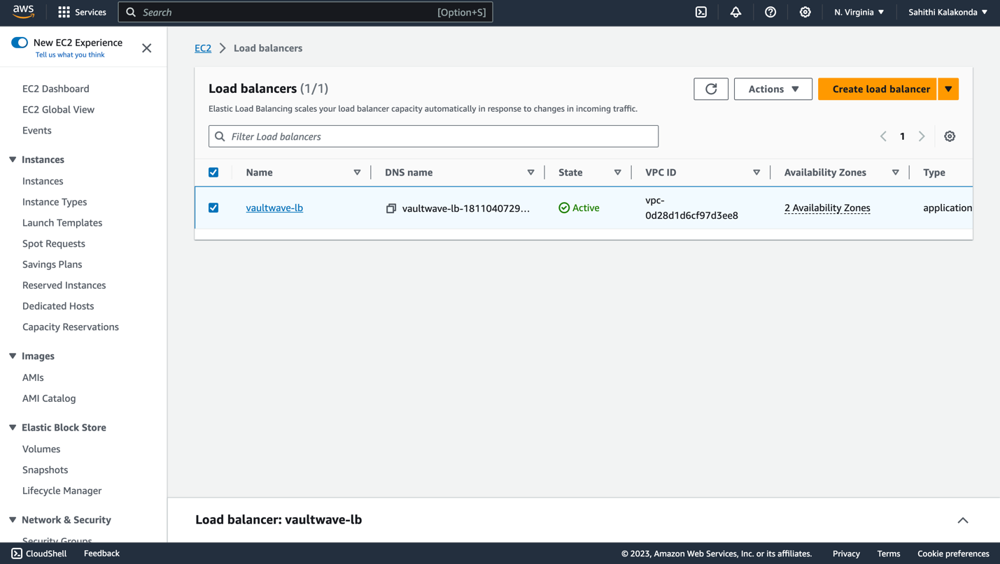 aws
Services
Search
[Option+S]
N. Virginia
Sahithi Kalakonda
New EC2 Experience
Tell us what you think
EC2 Dashboard
EC2 Global View
Events
Instances
Instances
Instance Types
Launch Templates
Spot Requests
Savings Plans
Reserved Instances
Dedicated Hosts
Capacity Reservations
Images
AMIs
AMI Catalog
Elastic Block Store
Volumes
Snapshots
Lifecycle Manager
Network & Security
Security Groups
EC2 Load balancers
Load balancers (1/1)
Actions
Create load balancer
Elastic Load Balancing scales your load balancer capacity automatically in response to changes in incoming traffic.
Filter Load balancers
1
Name DNS name State VPC ID Availability Zones Type
vaultwave-lb vaultwave-lb-1811040729... Active vpc-
0d28d1d6cf97d3ee8 2 Availability Zones application
Load balancer: vaultwave-lb
CloudShell Feedback © 2023, Amazon Web Services, Inc. or its affiliates. Privacy Terms Cookie preferences